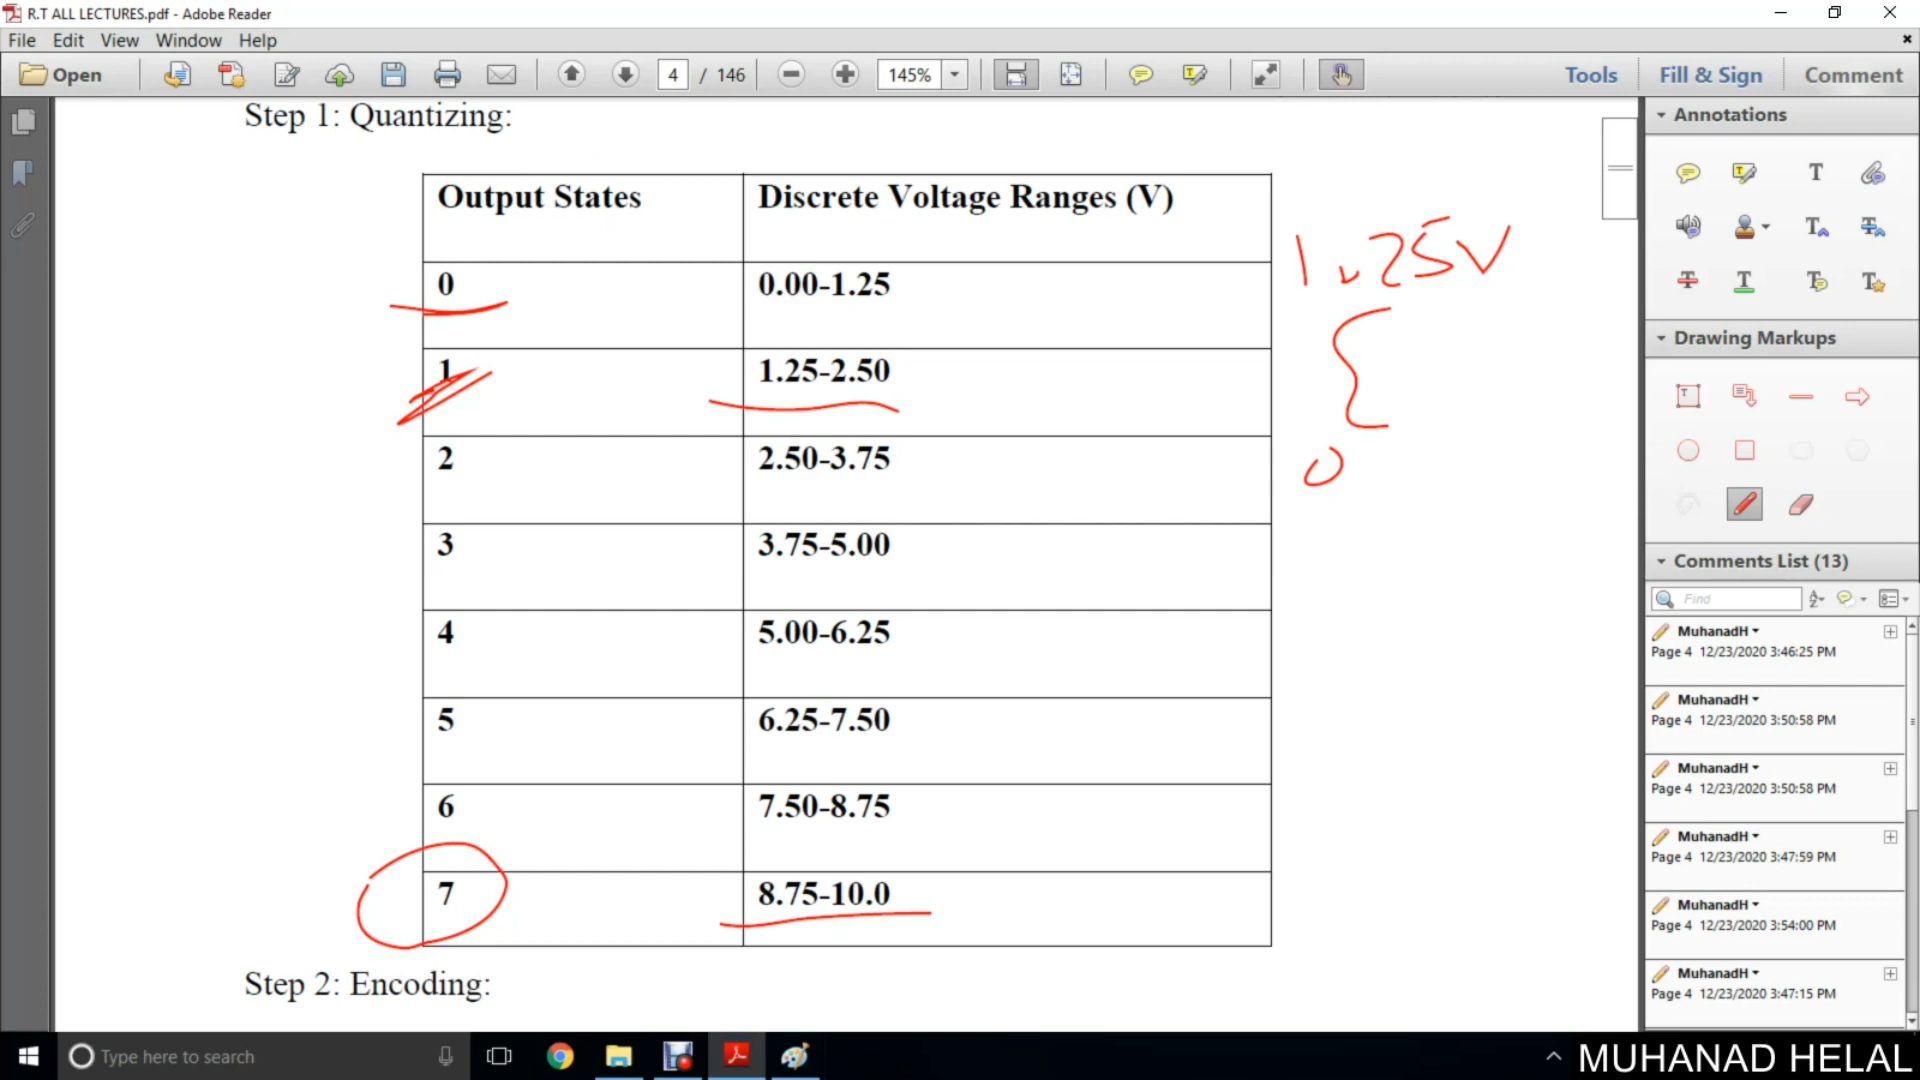 R.T ALL LECTURES.pdf - Adobe Reader
File Edit View Window Help
Open 4 / 146 145% Tools Fill & Sign Comment
Step 1: Quantizing:
Output States Discrete Voltage Ranges (V)
0 0.00-1.25
1 1.25-2.50
2 2.50-3.75
3 3.75-5.00
4 5.00-6.25
5 6.25-7.50
6 7.50-8.75
7 8.75-10.0
Step 2: Encoding:
1.25V
0
Annotations
Drawing Markups
Comments List (13)
Find
MuhanadH
Page 4 12/23/2020 3:46:25 PM
MuhanadH
Page 4 12/23/2020 3:50:58 PM
MuhanadH
Page 4 12/23/2020 3:50:58 PM
MuhanadH
Page 4 12/23/2020 3:47:59 PM
MuhanadH
Page 4 12/23/2020 3:54:00 PM
MuhanadH
Page 4 12/23/2020 3:47:15 PM
Type here to search
MUHANAD HELAL